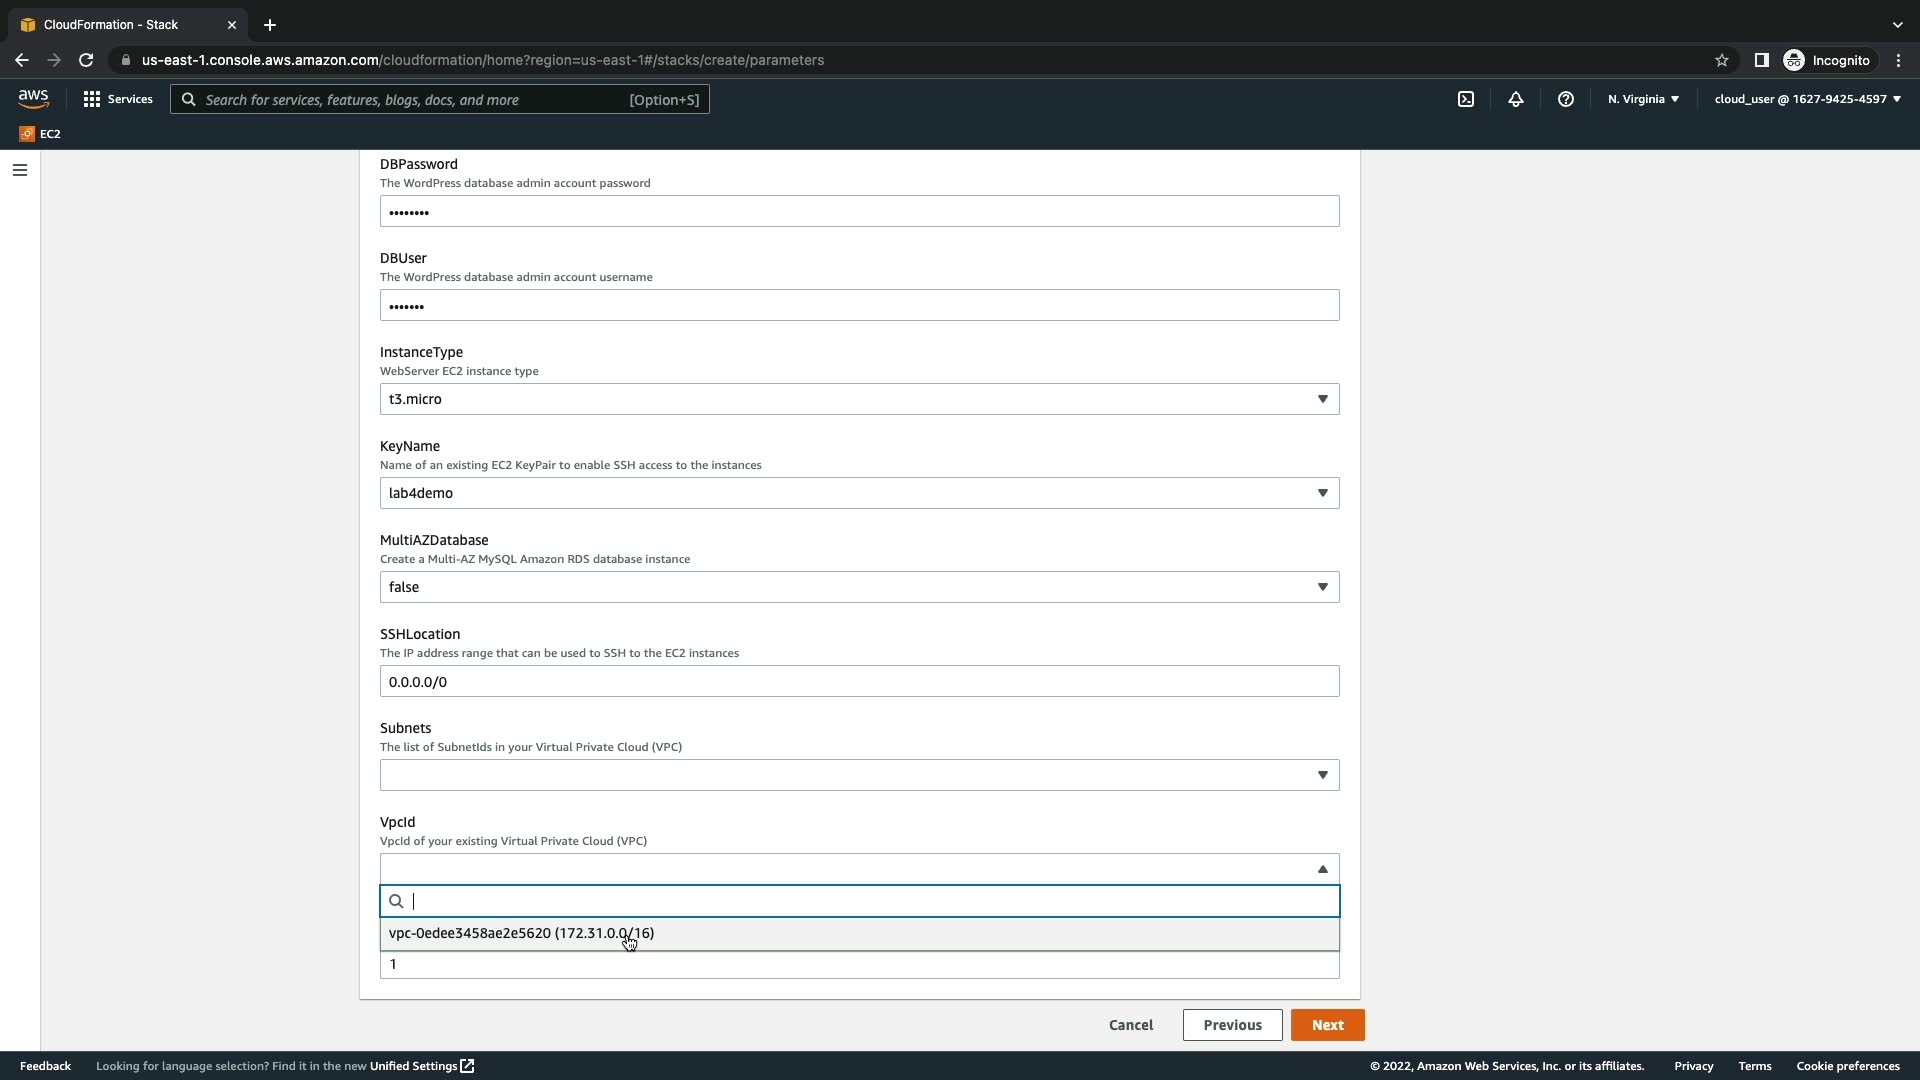 CloudFormation - Stack
us-east-1.console.aws.amazon.com/cloudformation/home?region=us-east-1#/stacks/create/parameters
Incognito
aws
Services
Search for services, features, blogs, docs, and more
[Option+S]
N. Virginia
cloud_user @ 1627-9425-4597
EC2
DBPassword
The WordPress database admin account password
••••••••
DBUser
The WordPress database admin account username
•••••••
InstanceType
WebServer EC2 instance type
t3.micro
KeyName
Name of an existing EC2 KeyPair to enable SSH access to the instances
lab4demo
MultiAZDatabase
Create a Multi-AZ MySQL Amazon RDS database instance
false
SSHLocation
The IP address range that can be used to SSH to the EC2 instances
0.0.0.0/0
Subnets
The list of SubnetIds in your Virtual Private Cloud (VPC)
VpcId
VpcId of your existing Virtual Private Cloud (VPC)
vpc-0edee3458ae2e5620 (172.31.0.0/16)
1
Cancel
Previous
Next
Feedback
Looking for language selection? Find it in the new Unified Settings
© 2022, Amazon Web Services, Inc. or its affiliates.
Privacy
Terms
Cookie preferences